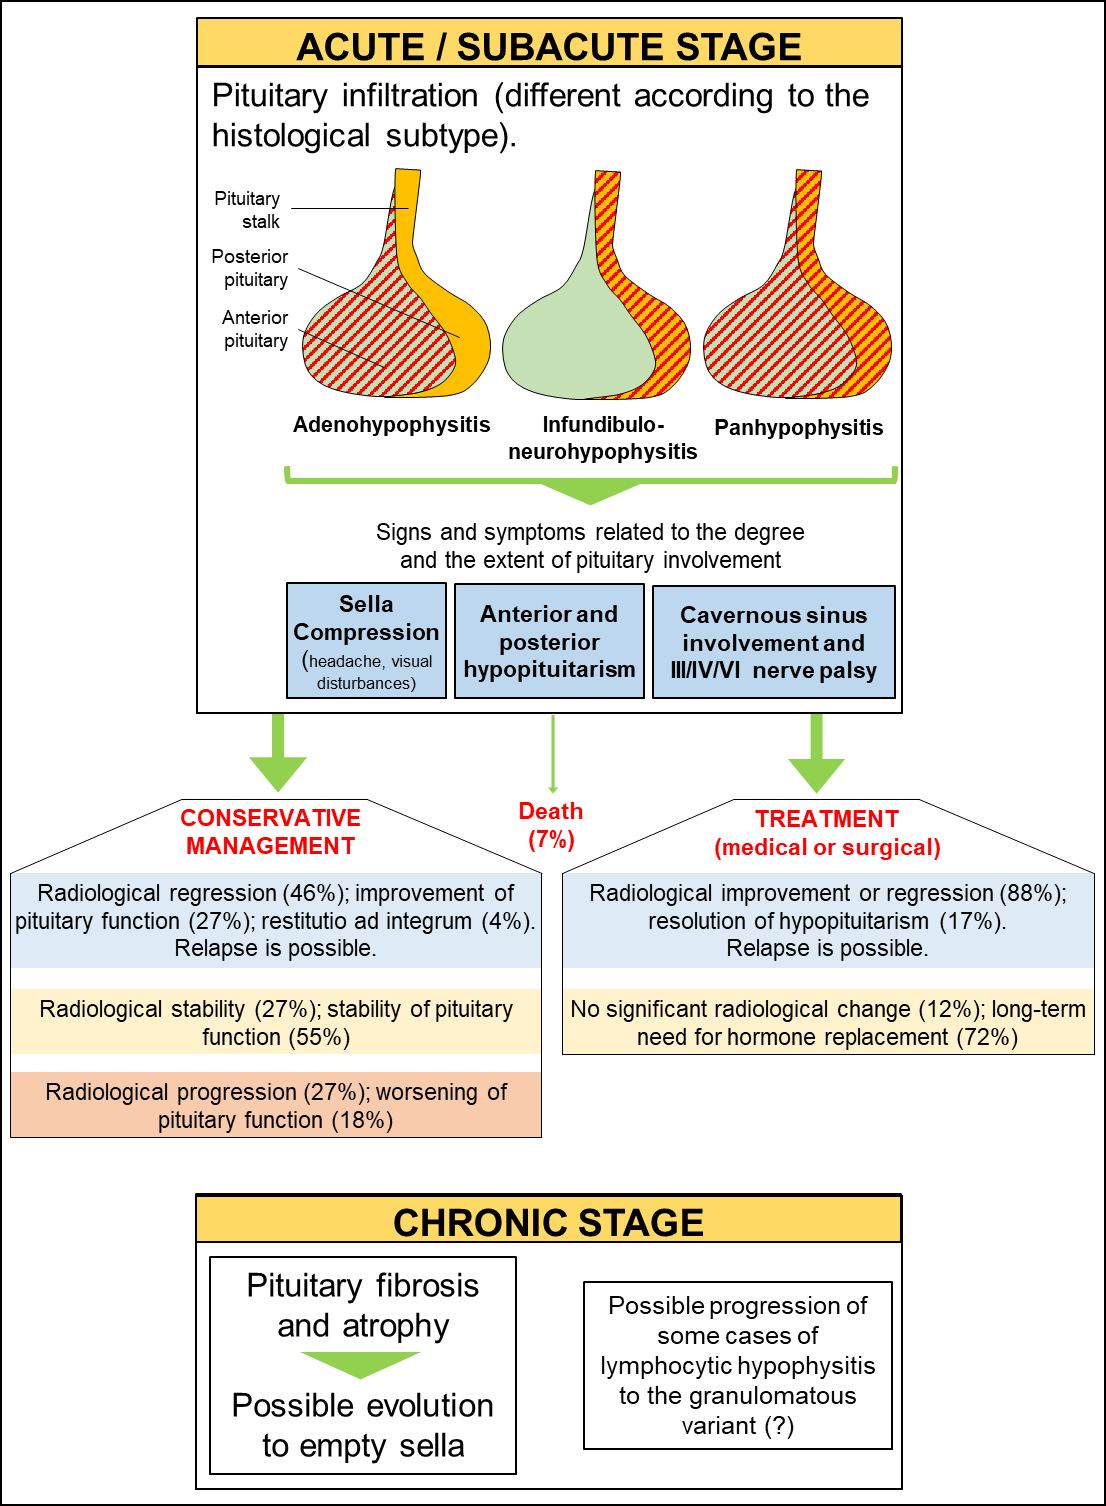 ACUTE / SUBACUTE STAGE
Pituitary infiltration (different according to the
histological subtype).
Pituitary
stalk
Posterior
pituitary
Anterior
pituitary
Adenohypophysitis
Infundibulo-
neurohypophysitis
Panhypophysitis
Signs and symptoms related to the degree
and the extent of pituitary involvement
Sella
Compression
(headache, visual
disturbances)
Anterior and
posterior
hypopituitarism
Cavernous sinus
involvement and
III/IV/VI nerve palsy
CONSERVATIVE
MANAGEMENT
Radiological regression (46%); improvement of
pituitary function (27%); restitutio ad integrum (4%).
Relapse is possible.
Radiological stability (27%); stability of pituitary
function (55%)
Radiological progression (27%); worsening of
pituitary function (18%)
Death
(7%)
TREATMENT
(medical or surgical)
Radiological improvement or regression (88%);
resolution of hypopituitarism (17%).
Relapse is possible.
No significant radiological change (12%); long-term
need for hormone replacement (72%)
CHRONIC STAGE
Pituitary fibrosis
and atrophy
Possible evolution
to empty sella
Possible progression of
some cases of
lymphocytic hypophysitis
to the granulomatous
variant (?)